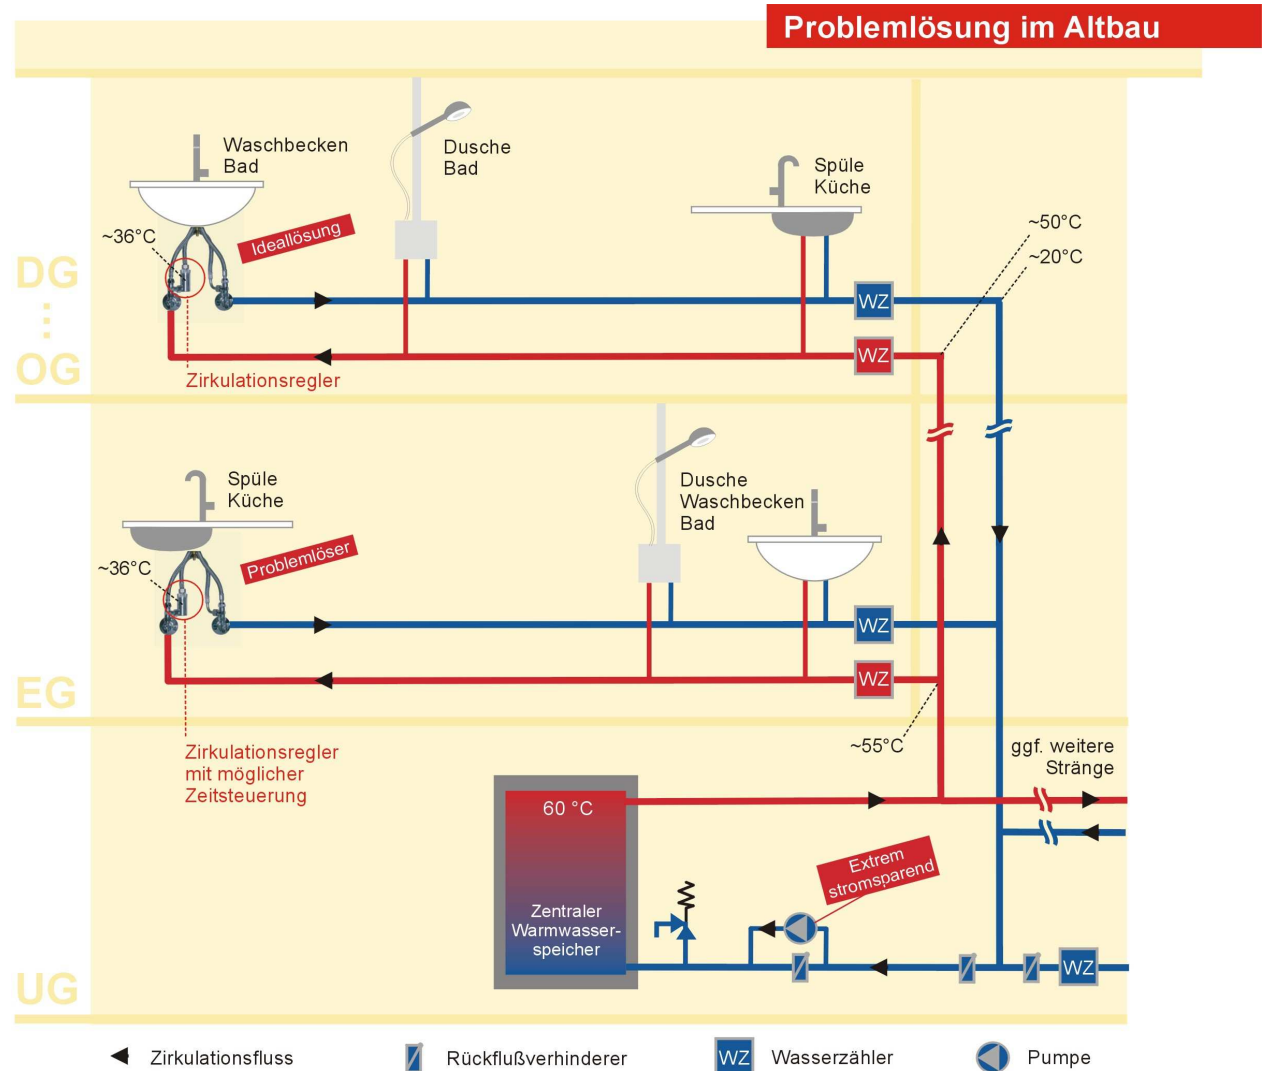 Problemlösung im Altbau
Waschbecken
Bad
Dusche
Bad
Spüle
Küche
~36°C
Ideallösung
~50°C
~20°C
DG
OG
WZ
WZ
Zirkulationsregler
Spüle
Küche
Dusche
Waschbecken
Bad
~36°C
Problemlöser
WZ
WZ
EG
~55°C
Zirkulationsregler
mit möglicher
Zeitsteuerung
ggf. weitere
Stränge
60 °C
Zentraler
Warmwasser-
speicher
Extrem
stromsparend
WZ
UG
Zirkulationsfluss
Rückflußverhinderer
WZ
Wasserzähler
Pumpe